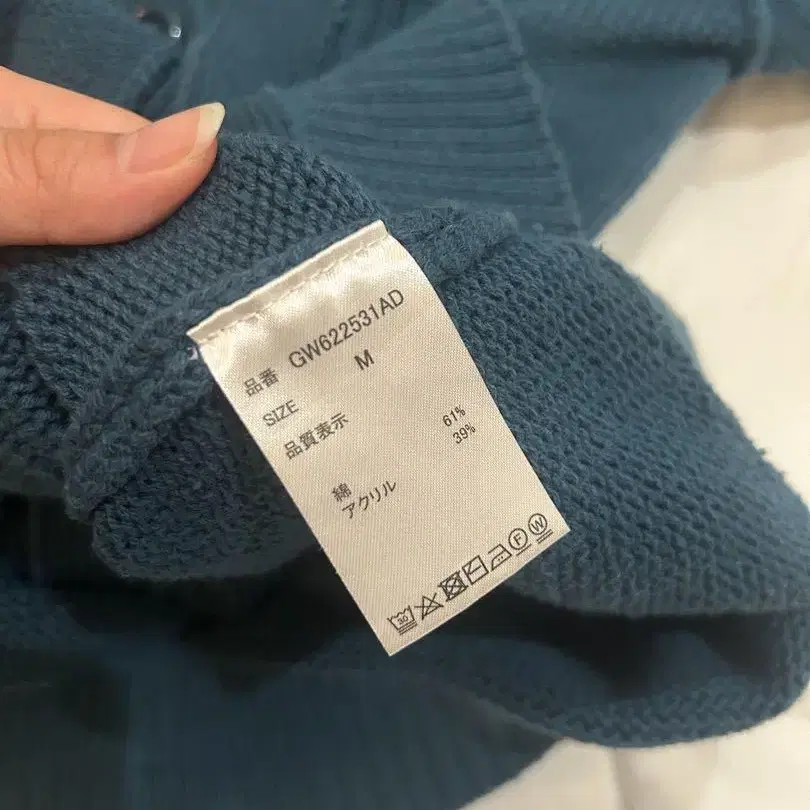 品番 GW622531AD
SIZE M
品質表示
綿 61%
アクリル 39%
30 F W